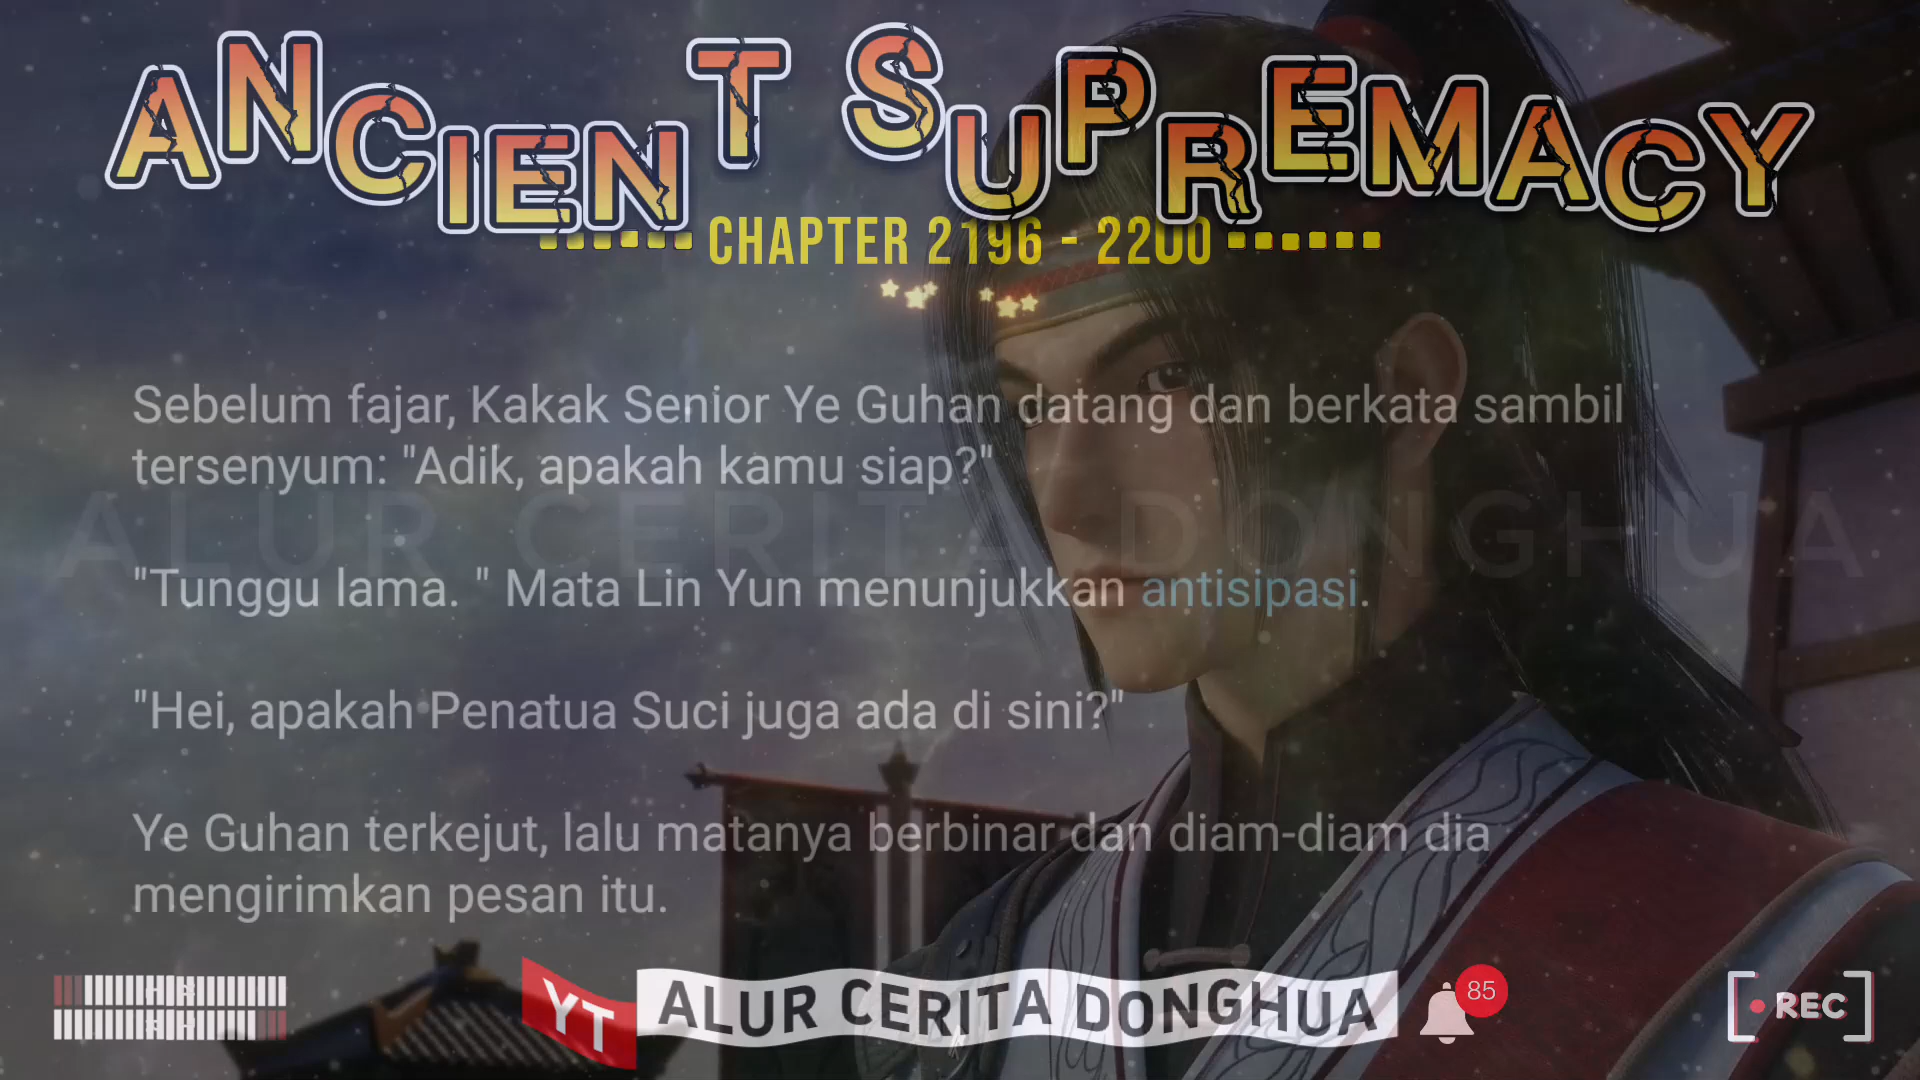 ANCIENT SUPREMACY
CHAPTER 2196 - 2200
Sebelum fajar, Kakak Senior Ye Guhan datang dan berkata sambil
tersenyum: "Adik, apakah kamu siap?"
ALUR CERITA DONGHUA
"Tunggu lama. " Mata Lin Yun menunjukkan antisipasi.
"Hei, apakah Penatua Suci juga ada di sini?"
Ye Guhan terkejut, lalu matanya berbinar dan diam-diam dia
mengirimkan pesan itu.
YT ALUR CERITA DONGHUA
85
REC